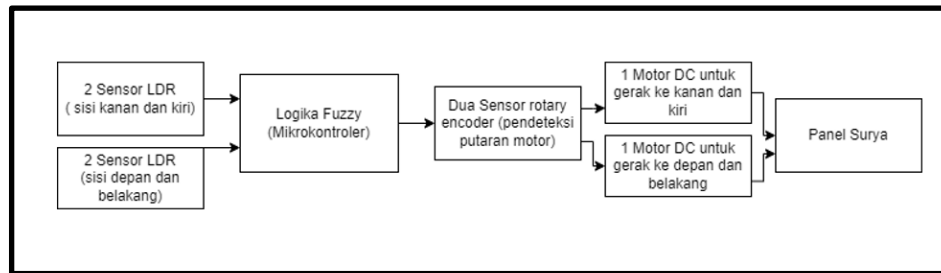 2 Sensor LDR
( sisi kanan dan kiri)
2 Sensor LDR
(sisi depan dan
belakang)
Logika Fuzzy
(Mikrokontroler)
Dua Sensor rotary
encoder (pendeteksi
putaran motor)
1 Motor DC untuk
gerak ke kanan dan
kiri
1 Motor DC untuk
gerak ke depan dan
belakang
Panel Surya